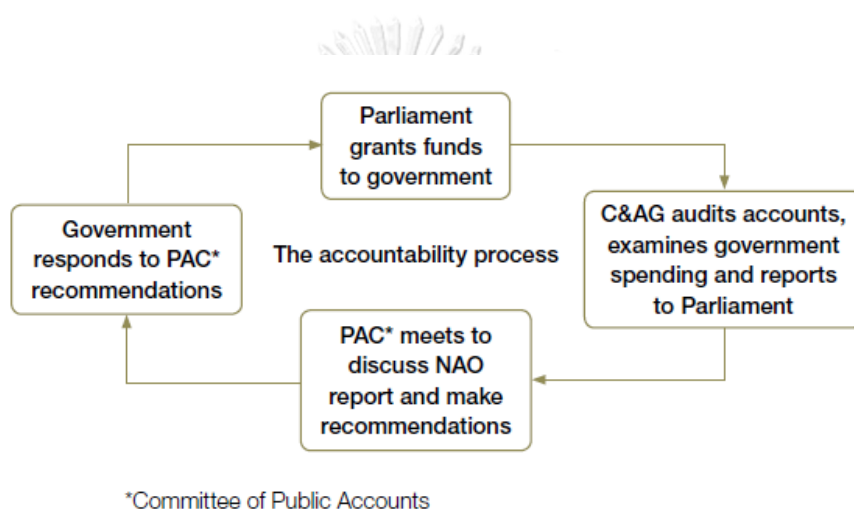 Parliament
grants funds
to government
C&AG audits accounts,
examines government
spending and reports
to Parliament
PAC* meets to
discuss NAO
report and make
recommendations
Government
responds to PAC*
recommendations
The accountability process
*Committee of Public Accounts